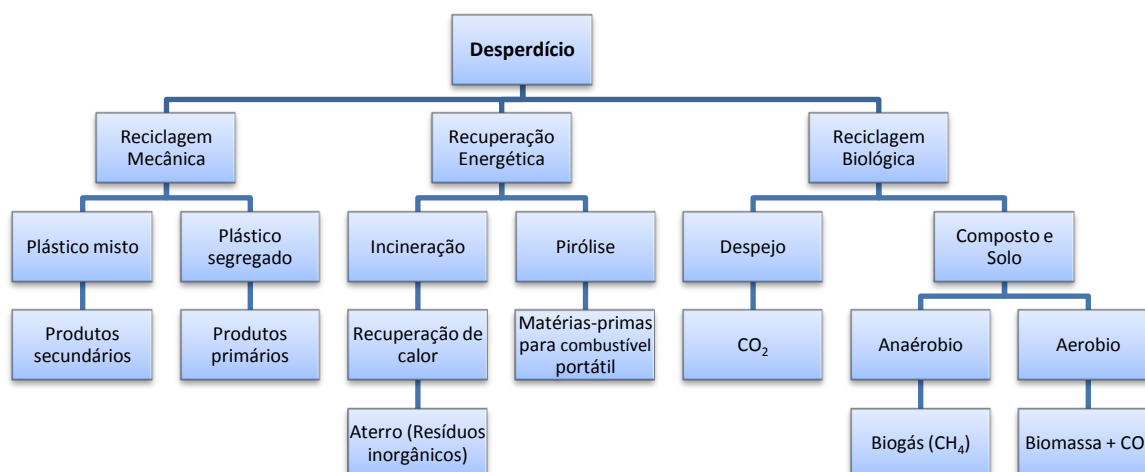 Desperdício
Reciclagem
Mecânica
Recuperação
Energética
Reciclagem
Biológica
Plástico misto
Plástico
segregado
Incineração
Pirólise
Despejo
Composto e
Solo
Produtos
secundários
Produtos
primários
Recuperação de
calor
Matérias-primas
para combustível
portátil
CO₂
Anaérobio
Aerobio
Aterro (Resíduos
inorgânicos)
Biogás (CH₄)
Biomassa + CO